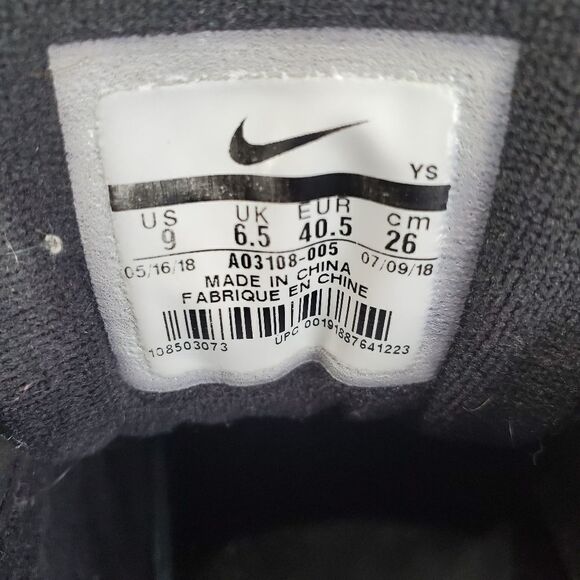 YS
US UK EUR cm
9 6.5 40.5 26
05/16/18 AO3108-005 07/09/18
MADE IN CHINA
FABRIQUE EN CHINE
108503073 UPC 00191887641223